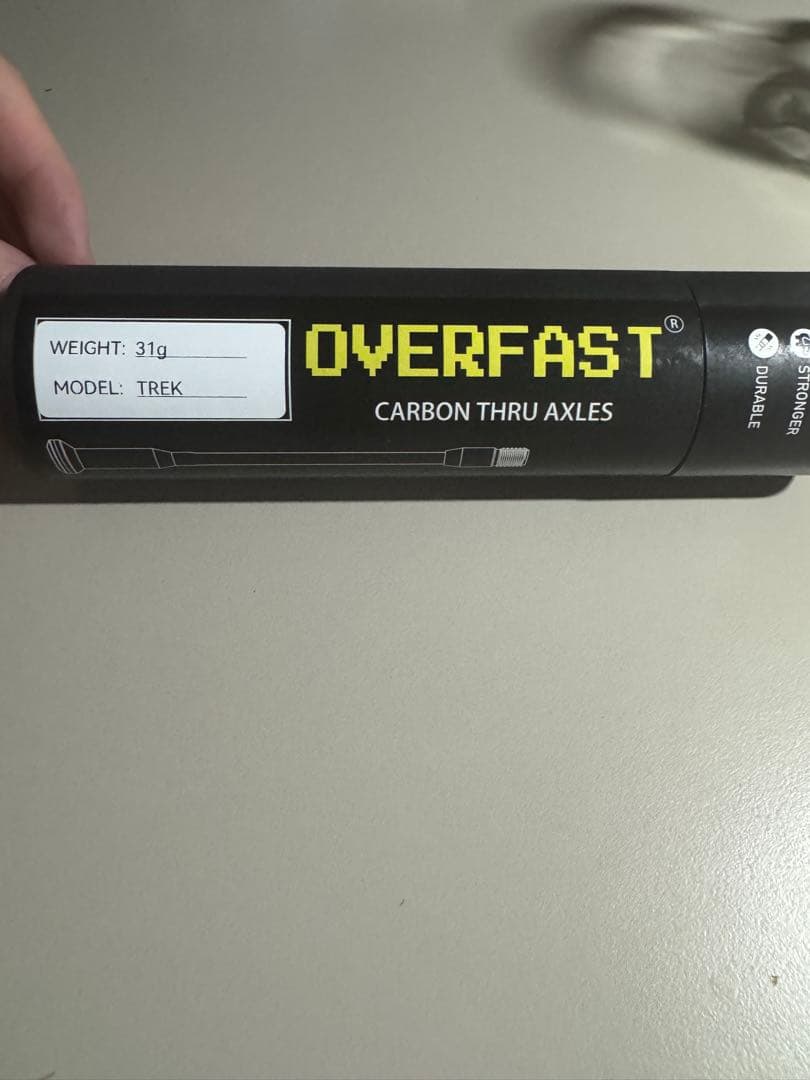 WEIGHT: 31g
MODEL: TREK
OVERFAST®
CARBON THRU AXLES
DURABLE
STRONGER